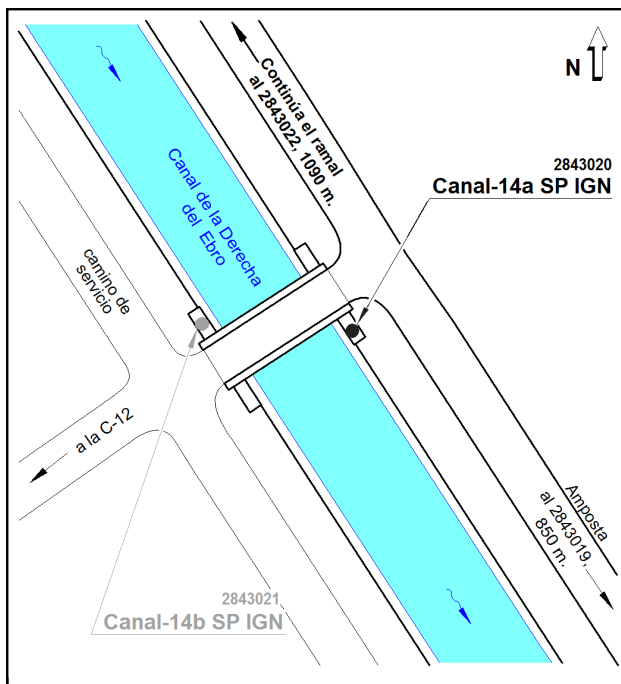 Continúa el ramal
al 2843022, 1090 m.
N
2843020
Canal-14a SP IGN
Canal de la Derecha
del Ebro
camino de
servicio
a la C-12
Amposta
al 2843019,
850 m.
2843021
Canal-14b SP IGN